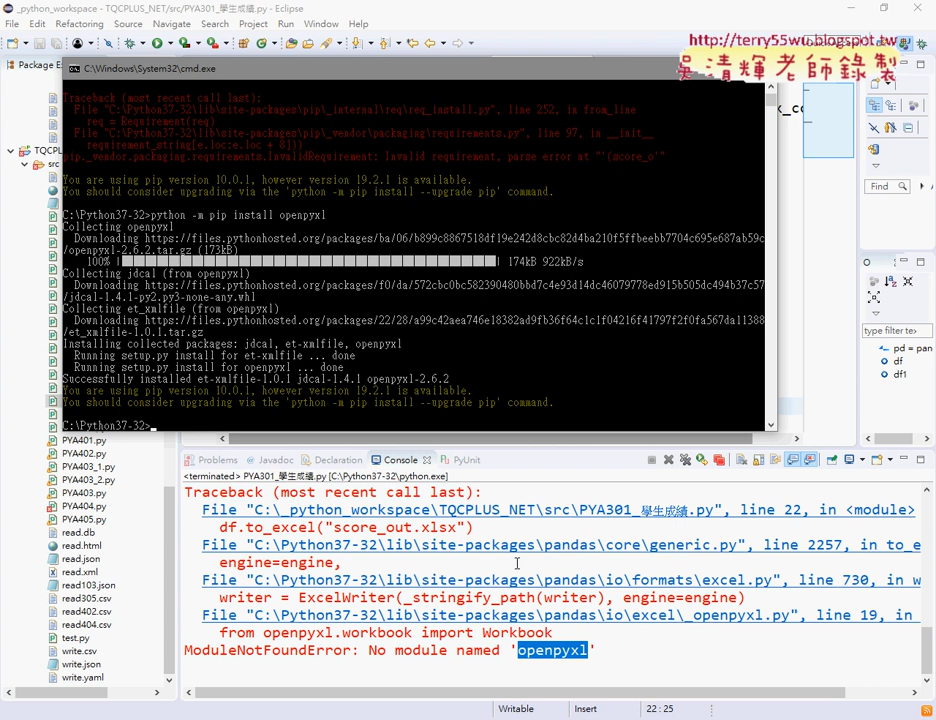 _python_workspace - TQCPLUS_NET/src/PYA301_學生成績.py - Eclipse
File Edit Refactoring Source Navigate Search Project Run Window Help
http://terry55wu.blogspot.tw
吳清輝老師錄製
Package E
C:\Windows\System32\cmd.exe
Traceback (most recent call last):
File "C:\Python37-32\lib\site-packages\pip\_internal\req\req_install.py", line 252, in from_line
req = Requirement(req)
File "C:\Python37-32\lib\site-packages\pip\_vendor\packaging\requirements.py", line 97, in __init__
requirement_string[e.loc:e.loc + 8]))
pip._vendor.packaging.requirements.InvalidRequirement: Invalid requirement, parse error at "'(score_o'"
You are using pip version 10.0.1, however version 19.2.1 is available.
You should consider upgrading via the 'python -m pip install --upgrade pip' command.
C:\Python37-32>python -m pip install openpyxl
Collecting openpyxl
Downloading https://files.pythonhosted.org/packages/ba/06/b899c8867518df19e242d8cbc82d4ba210f5ffbeebb7704c695e687ab59c
/openpyxl-2.6.2.tar.gz (173kB)
100% | | 174kB 922kB/s
Collecting jdcal (from openpyxl)
Downloading https://files.pythonhosted.org/packages/f0/da/572cbc0bc582390480bbd7c4e93d14dc46079778ed915b505dc494b37c57
/jdcal-1.4.1-py2.py3-none-any.whl
Collecting et_xmlfile (from openpyxl)
Downloading https://files.pythonhosted.org/packages/22/28/a99c42aea746e18382ad9fb36f64c1c1f04216f41797f2f0fa567da11388
/et_xmlfile-1.0.1.tar.gz
Installing collected packages: jdcal, et-xmlfile, openpyxl
Running setup.py install for et-xmlfile ... done
Running setup.py install for openpyxl ... done
Successfully installed et-xmlfile-1.0.1 jdcal-1.4.1 openpyxl-2.6.2
You are using pip version 10.0.1, however version 19.2.1 is available.
You should consider upgrading via the 'python -m pip install --upgrade pip' command.
C:\Python37-32>
TQCPL
src
PYA401.py
PYA402.py
PYA403_1.py
PYA403_2.py
PYA403.py
PYA404.py
PYA405.py
read.db
read.html
read.json
read.xml
read103.json
read305.csv
read402.csv
read404.csv
test.py
write.csv
write.json
write.yaml
x_co
Find
type filter te
pd = pan
df
df1
Problems Javadoc Declaration Console PyUnit
<terminated> PYA301_學生成績.py [C:\Python37-32\python.exe]
Traceback (most recent call last):
File "C:\_python_workspace\TQCPLUS_NET\src\PYA301_學生成績.py", line 22, in <module>
df.to_excel("score_out.xlsx")
File "C:\Python37-32\lib\site-packages\pandas\core\generic.py", line 2257, in to_e
engine=engine,
File "C:\Python37-32\lib\site-packages\pandas\io\formats\excel.py", line 730, in w
writer = ExcelWriter(_stringify_path(writer), engine=engine)
File "C:\Python37-32\lib\site-packages\pandas\io\excel\_openpyxl.py", line 19, in
from openpyxl.workbook import Workbook
ModuleNotFoundError: No module named 'openpyxl'
Writable Insert 22 : 25